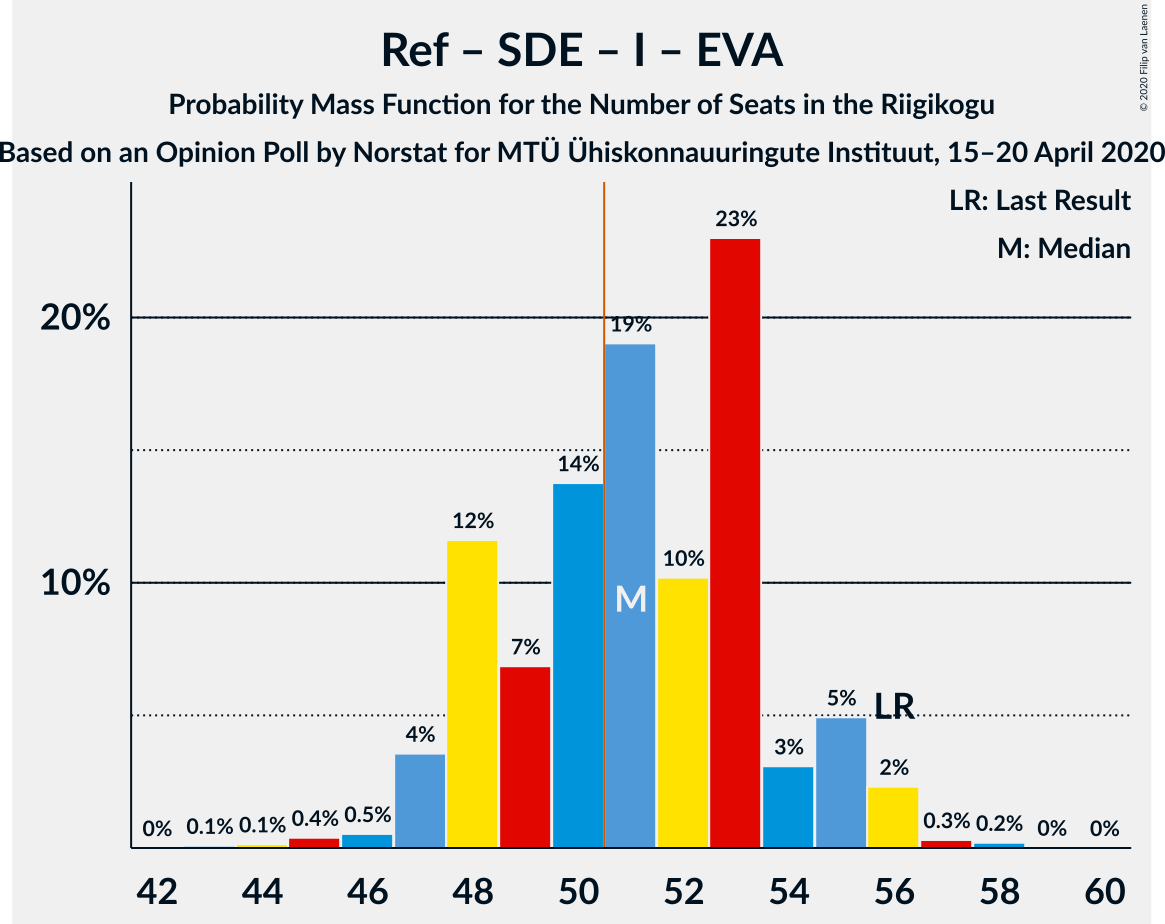 Ref – SDE – I – EVA
Probability Mass Function for the Number of Seats in the Riigikogu
Based on an Opinion Poll by Norstat for MTÜ Ühiskonnauuringute Instituut, 15–20 April 2020
© 2020 Filip van Laenen
LR: Last Result
M: Median
20%
10%
0% 0.1% 0.1% 0.4% 0.5% 4% 12% 7% 14% 19% 10% 23% 3% 5% 2% 0.3% 0.2% 0% 0%
M
LR
42 44 46 48 50 52 54 56 58 60